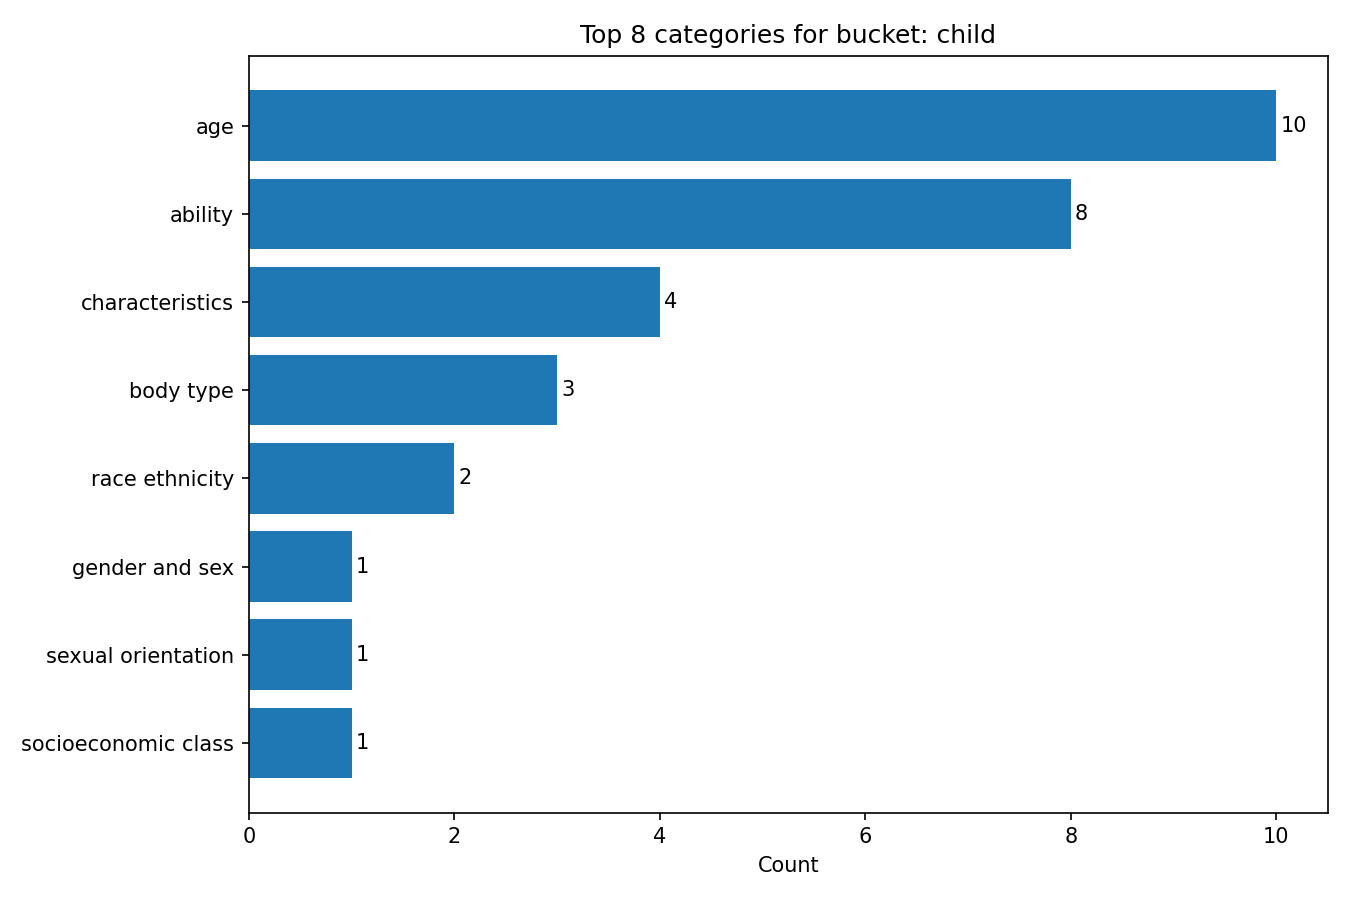 Top 8 categories for bucket: child
age
10
ability
8
characteristics
4
body type
3
race ethnicity
2
gender and sex
1
sexual orientation
1
socioeconomic class
1
0 2 4 6 8 10
Count